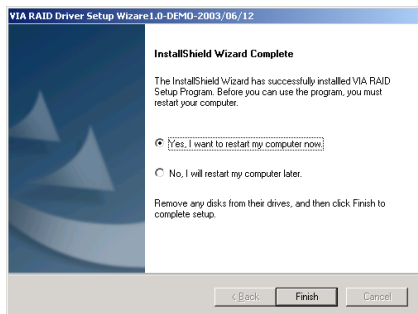 VIA RAID Driver Setup Wizare1.0-DEMO-2003/06/12
InstallShield Wizard Complete
The InstallShield Wizard has successfully installled VIA RAID
Setup Program. Before you can use the program, you must
restart your computer.
Yes, I want to restart my computer now.
No, I will restart my computer later.
Remove any disks from their drives, and then click Finish to
complete setup.
< Back
Finish
Cancel